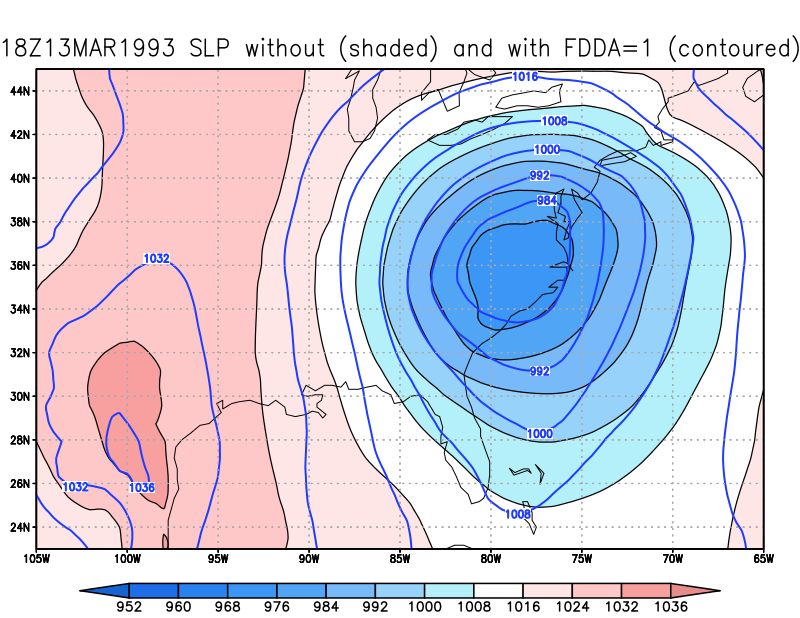 18Z13MAR1993 SLP without (shaded) and with FDDA=1 (contoured)
44N
1016
42N
1008
1000
40N
992
984
38N
36N
1032
34N
32N
992
30N
28N
1000
26N
1032
1036
24N
1008
105W 100W 95W 90W 85W 80W 75W 70W 65W
952 960 968 976 984 992 1000 1008 1016 1024 1032 1036